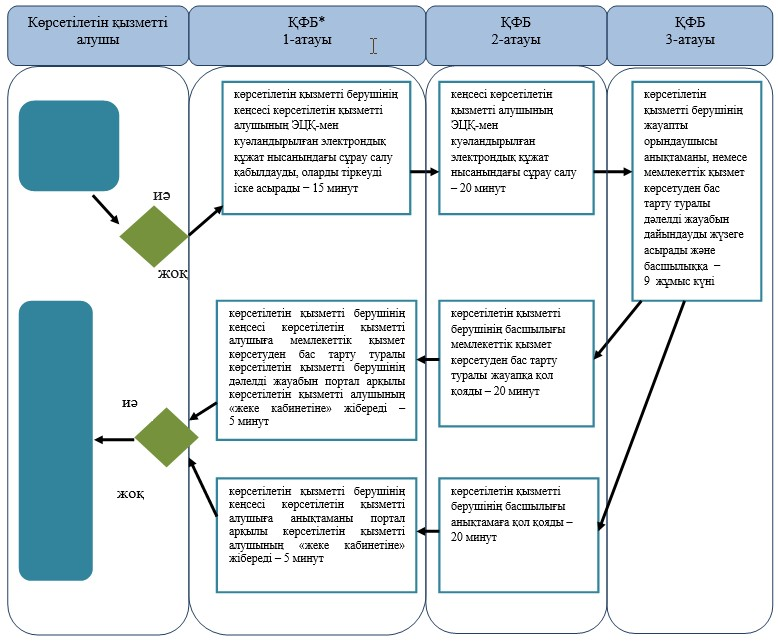 Көрсетілетін қызметті
алушы
ҚФБ*
1-атауы
ҚФБ
2-атауы
ҚФБ
3-атауы
көрсетілетін қызметті берушінің
кеңсесі көрсетілетін қызметті
алушының ЭЦҚ-мен
куәландырылған электрондық
құжат нысанындағы сұрау салу
қабылдауды, оларды тіркеуді
іске асырады – 15 минут
кеңсесі көрсетілетін
қызметті алушының
ЭЦҚ-мен
куәландырылған
электрондық құжат
нысанындағы сұрау салу
– 20 минут
көрсетілетін
қызметті берушінің
жауапты
орындаушысы
анықтаманы, немесе
мемлекеттік қызмет
көрсетуден бас
тарту туралы
дәлелді жауабын
дайындауды жүзеге
асырады және
басшылыққа –
9 жұмыс күні
иә
жоқ
көрсетілетін қызметті берушінің
кеңсесі көрсетілетін қызметті
алушыға мемлекеттік қызмет
көрсетуден бас тарту туралы
көрсетілетін қызметті берушінің
дәлелді жауабын портал арқылы
көрсетілетін қызметті алушының
«жеке кабинетіне» жібереді –
5 минут
көрсетілетін қызметті
берушінің басшылығы
мемлекеттік қызмет
көрсетуден бас тарту
туралы жауапқа қол
қояды – 20 минут
иә
жоқ
көрсетілетін қызметті берушінің
кеңсесі көрсетілетін қызметті
алушыға анықтаманы портал
арқылы көрсетілетін қызметті
алушының «жеке кабинетіне»
жібереді – 5 минут
көрсетілетін қызметті
берушінің басшылығы
анықтамаға қол қояды –
20 минут